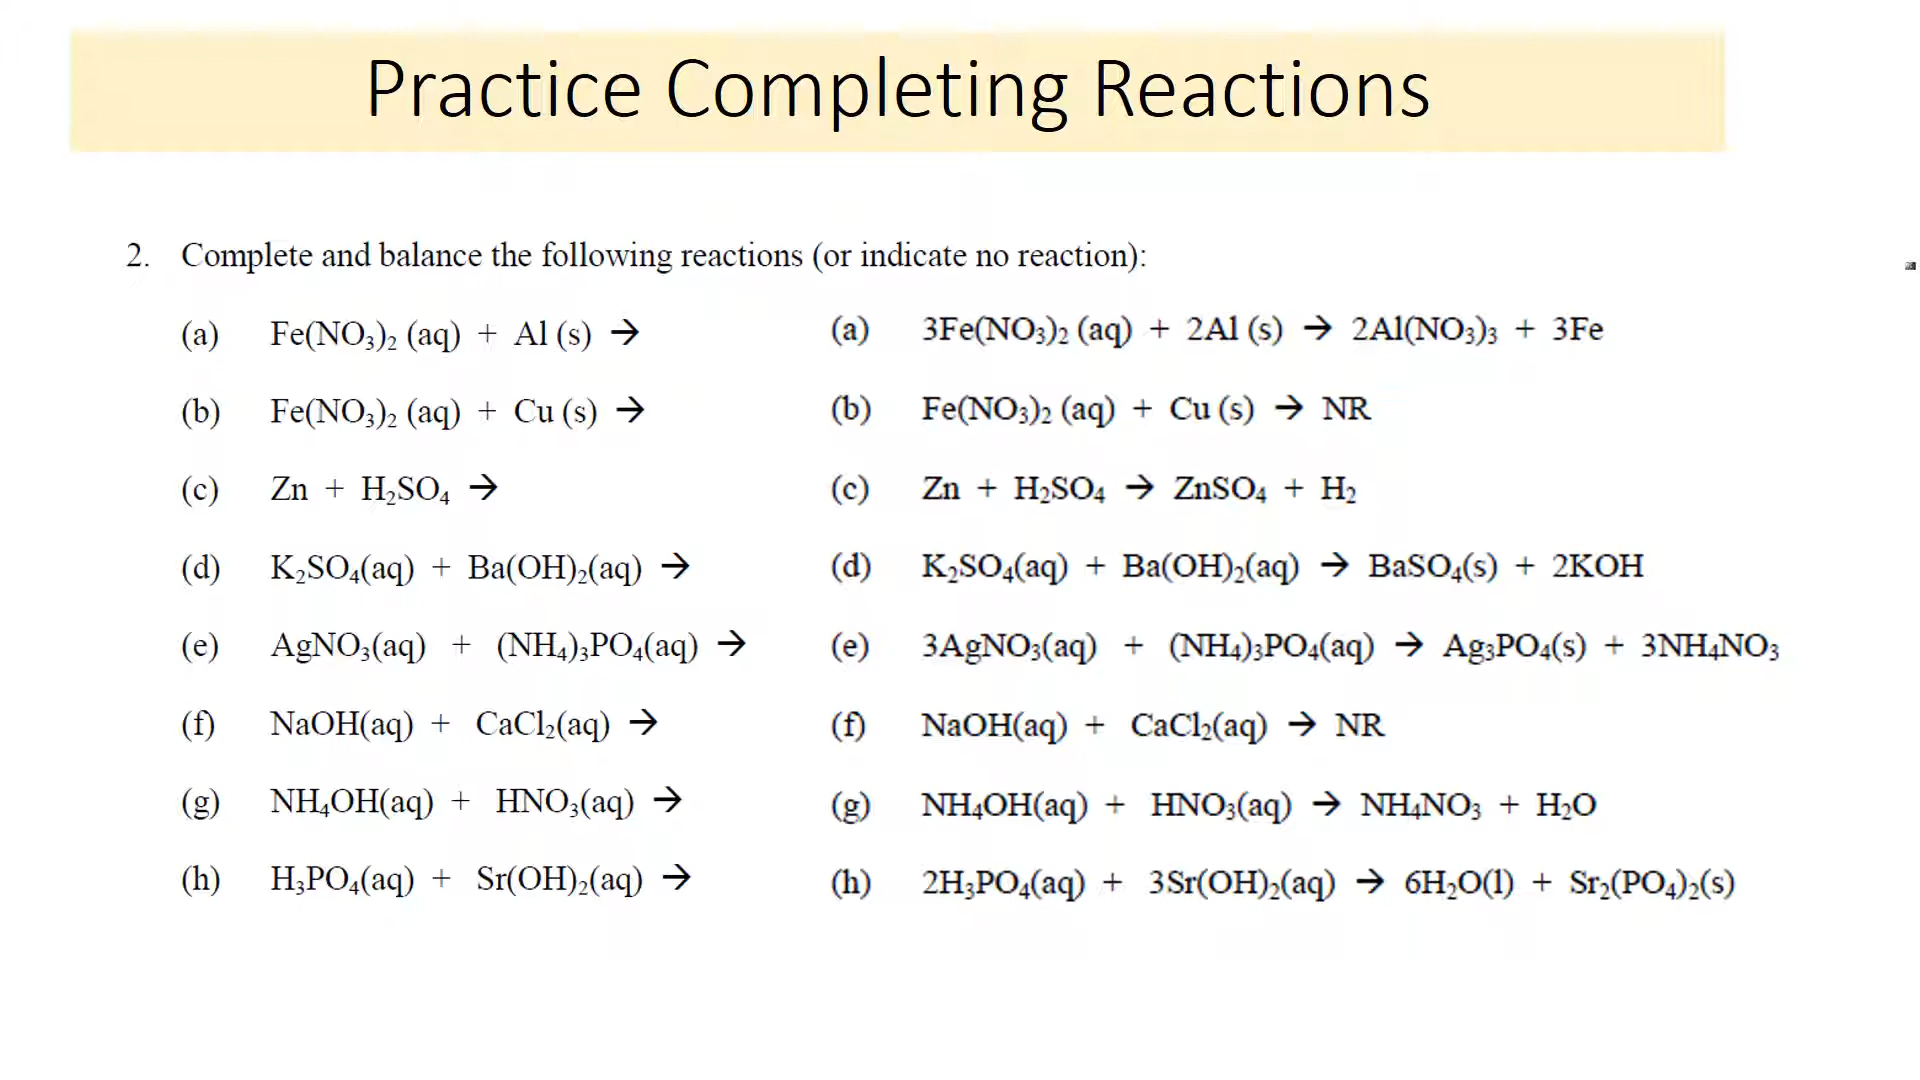 Practice Completing Reactions
2. Complete and balance the following reactions (or indicate no reaction):
(a) Fe(NO₃)₂ (aq) + Al (s) →
(b) Fe(NO₃)₂ (aq) + Cu (s) →
(c) Zn + H₂SO₄ →
(d) K₂SO₄(aq) + Ba(OH)₂(aq) →
(e) AgNO₃(aq) + (NH₄)₃PO₄(aq) →
(f) NaOH(aq) + CaCl₂(aq) →
(g) NH₄OH(aq) + HNO₃(aq) →
(h) H₃PO₄(aq) + Sr(OH)₂(aq) →
(a) 3Fe(NO₃)₂ (aq) + 2Al (s) → 2Al(NO₃)₃ + 3Fe
(b) Fe(NO₃)₂ (aq) + Cu (s) → NR
(c) Zn + H₂SO₄ → ZnSO₄ + H₂
(d) K₂SO₄(aq) + Ba(OH)₂(aq) → BaSO₄(s) + 2KOH
(e) 3AgNO₃(aq) + (NH₄)₃PO₄(aq) → Ag₃PO₄(s) + 3NH₄NO₃
(f) NaOH(aq) + CaCl₂(aq) → NR
(g) NH₄OH(aq) + HNO₃(aq) → NH₄NO₃ + H₂O
(h) 2H₃PO₄(aq) + 3Sr(OH)₂(aq) → 6H₂O(l) + Sr₂(PO₄)₂(s)